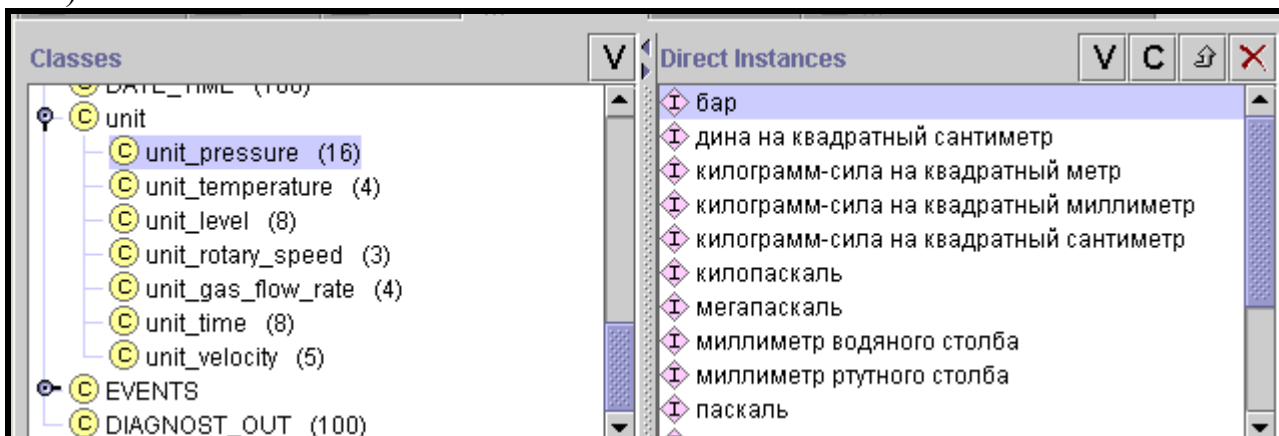 Classes
V
DATE_TIME (100)
unit
unit_pressure (16)
unit_temperature (4)
unit_level (8)
unit_rotary_speed (3)
unit_gas_flow_rate (4)
unit_time (8)
unit_velocity (5)
EVENTS
DIAGNOST_OUT (100)
Direct Instances
V C
бар
дина на квадратный сантиметр
килограмм-сила на квадратный метр
килограмм-сила на квадратный миллиметр
килограмм-сила на квадратный сантиметр
килопаскаль
мегапаскаль
миллиметр водяного столба
миллиметр ртутного столба
паскаль